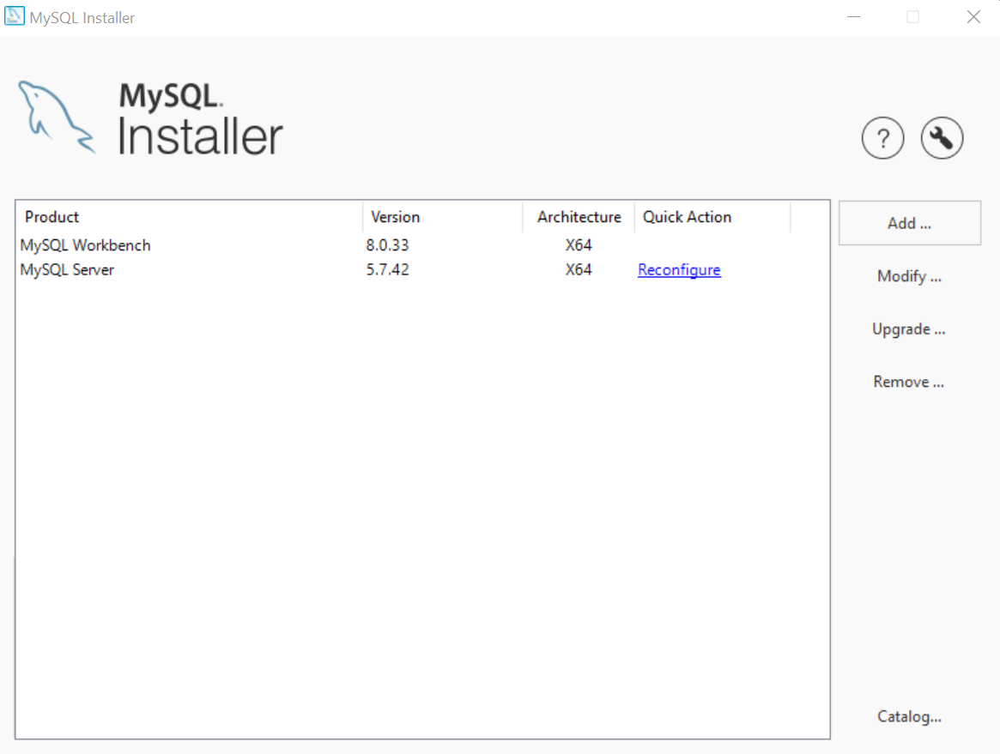 MySQL Installer
MySQL.
Installer
?
Product Version Architecture Quick Action
MySQL Workbench 8.0.33 X64
MySQL Server 5.7.42 X64 Reconfigure
Add ...
Modify ...
Upgrade ...
Remove ...
Catalog...